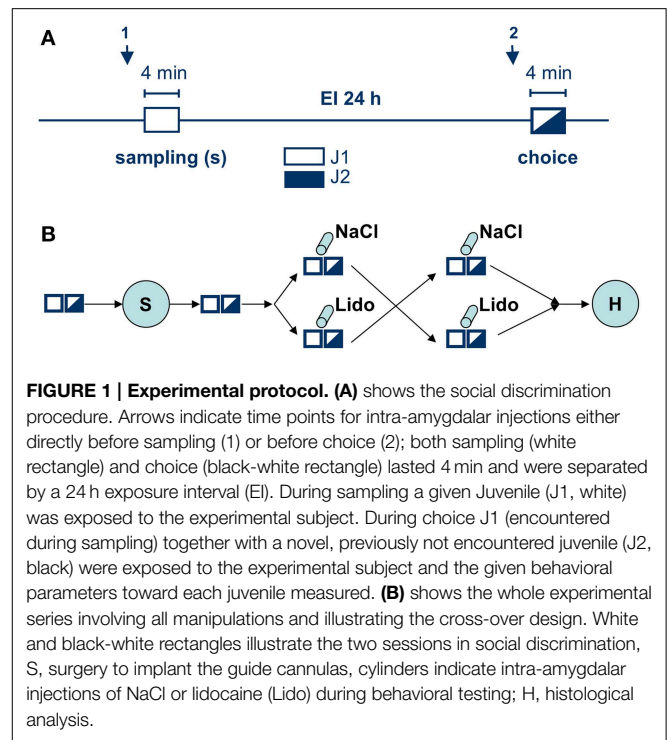 A
1
2
4 min
4 min
EI 24 h
sampling (s)
choice
J1
J2
B
NaCl
NaCl
S
H
Lido
Lido
FIGURE 1 | Experimental protocol. (A) shows the social discrimination
procedure. Arrows indicate time points for intra-amygdalar injections either
directly before sampling (1) or before choice (2); both sampling (white
rectangle) and choice (black-white rectangle) lasted 4 min and were separated
by a 24 h exposure interval (EI). During sampling a given Juvenile (J1, white)
was exposed to the experimental subject. During choice J1 (encountered
during sampling) together with a novel, previously not encountered juvenile (J2,
black) were exposed to the experimental subject and the given behavioral
parameters toward each juvenile measured. (B) shows the whole experimental
series involving all manipulations and illustrating the cross-over design. White
and black-white rectangles illustrate the two sessions in social discrimination,
S, surgery to implant the guide cannulas, cylinders indicate intra-amygdalar
injections of NaCl or lidocaine (Lido) during behavioral testing; H, histological
analysis.